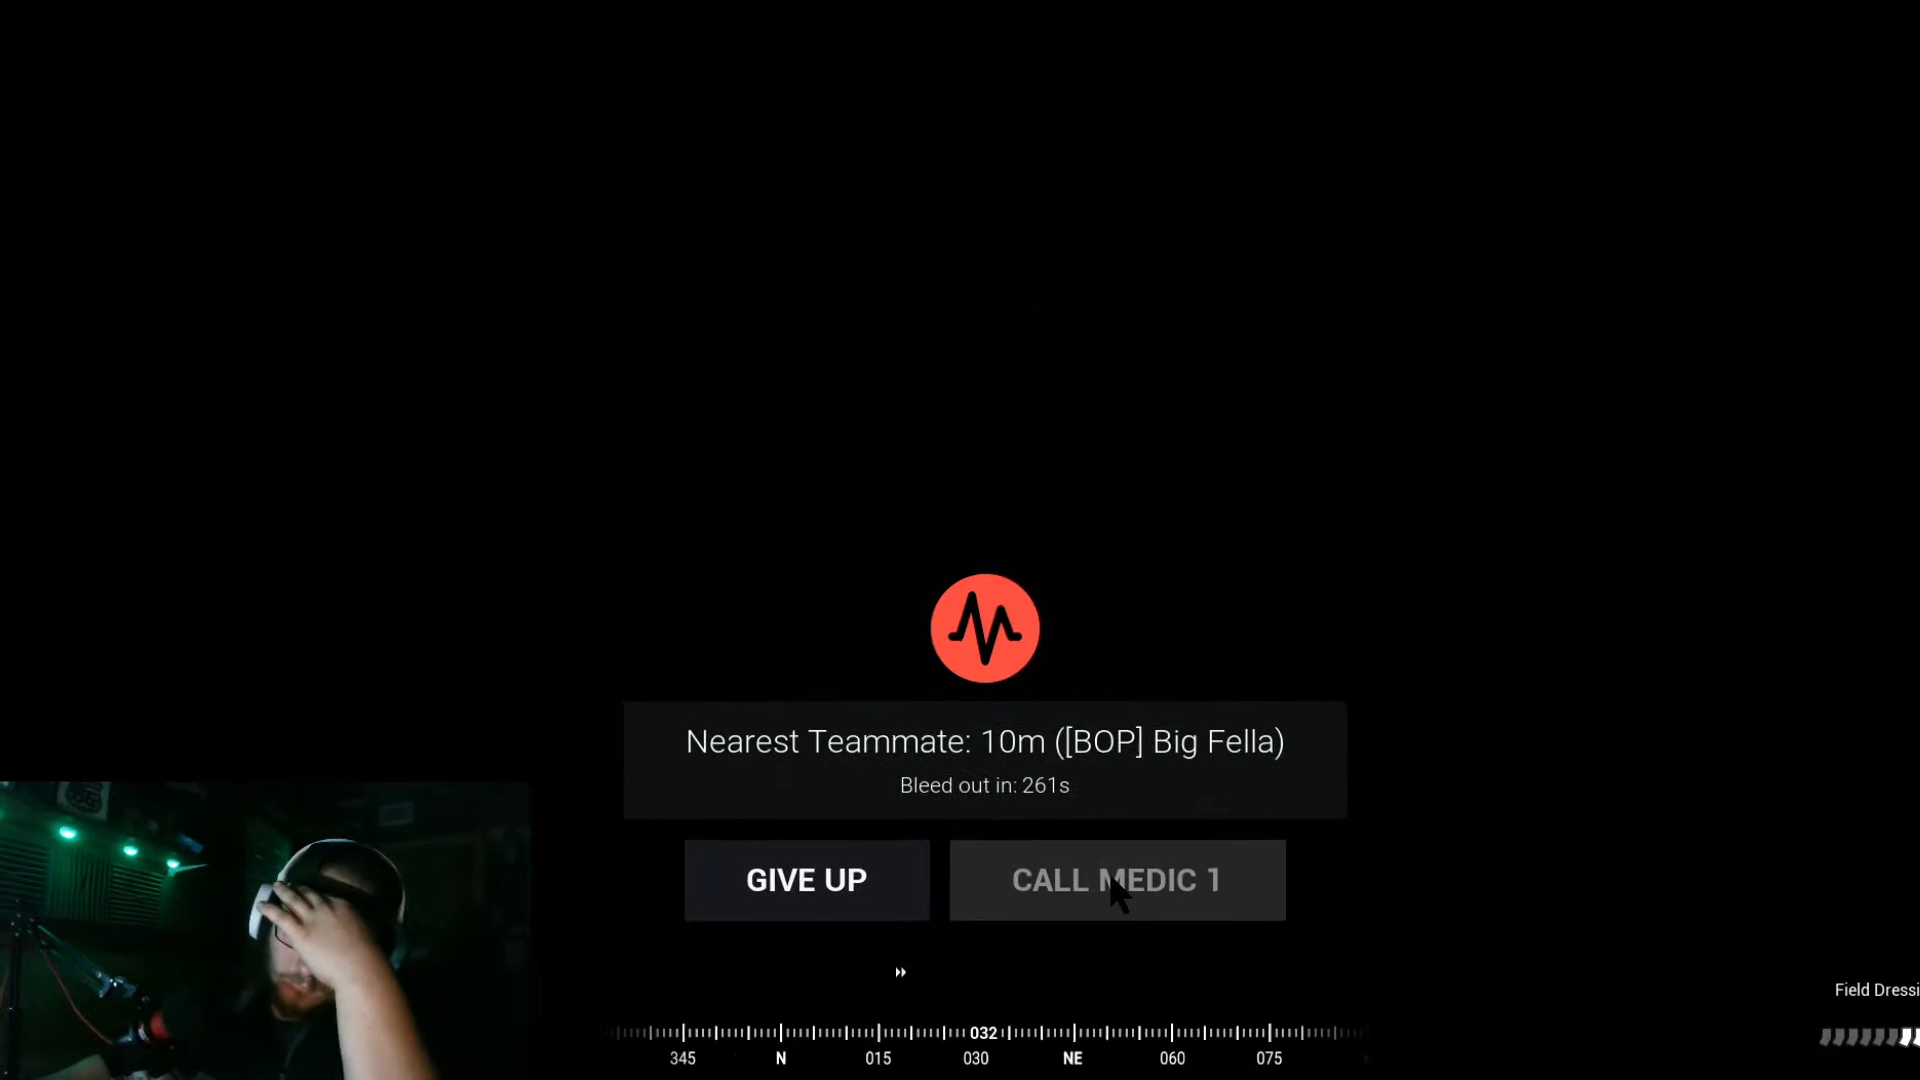 Nearest Teammate: 10m ([BOP] Big Fella)
Bleed out in: 261s
GIVE UP
CALL MEDIC 1
Field Dressi
032
345 N 015 030 NE 060 075